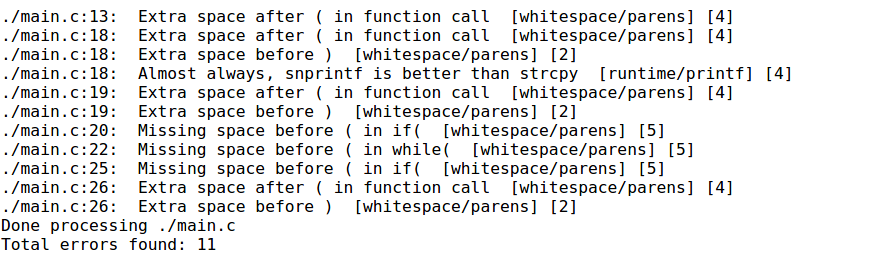 ./main.c:13:  Extra space after ( in function call  [whitespace/parens] [4]
./main.c:18:  Extra space after ( in function call  [whitespace/parens] [4]
./main.c:18:  Extra space before )  [whitespace/parens] [2]
./main.c:18:  Almost always, snprintf is better than strcpy  [runtime/printf] [4]
./main.c:19:  Extra space after ( in function call  [whitespace/parens] [4]
./main.c:19:  Extra space before )  [whitespace/parens] [2]
./main.c:20:  Missing space before ( in if(  [whitespace/parens] [5]
./main.c:22:  Missing space before ( in while(  [whitespace/parens] [5]
./main.c:25:  Missing space before ( in if(  [whitespace/parens] [5]
./main.c:26:  Extra space after ( in function call  [whitespace/parens] [4]
./main.c:26:  Extra space before )  [whitespace/parens] [2]
Done processing ./main.c
Total errors found: 11